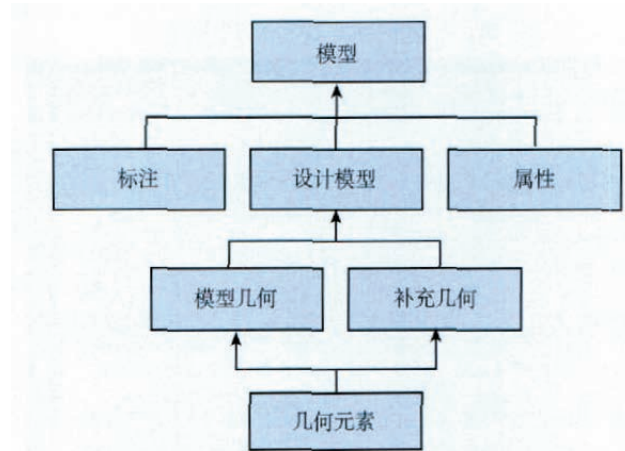 模型
标注
设计模型
属性
模型几何
补充几何
几何元素